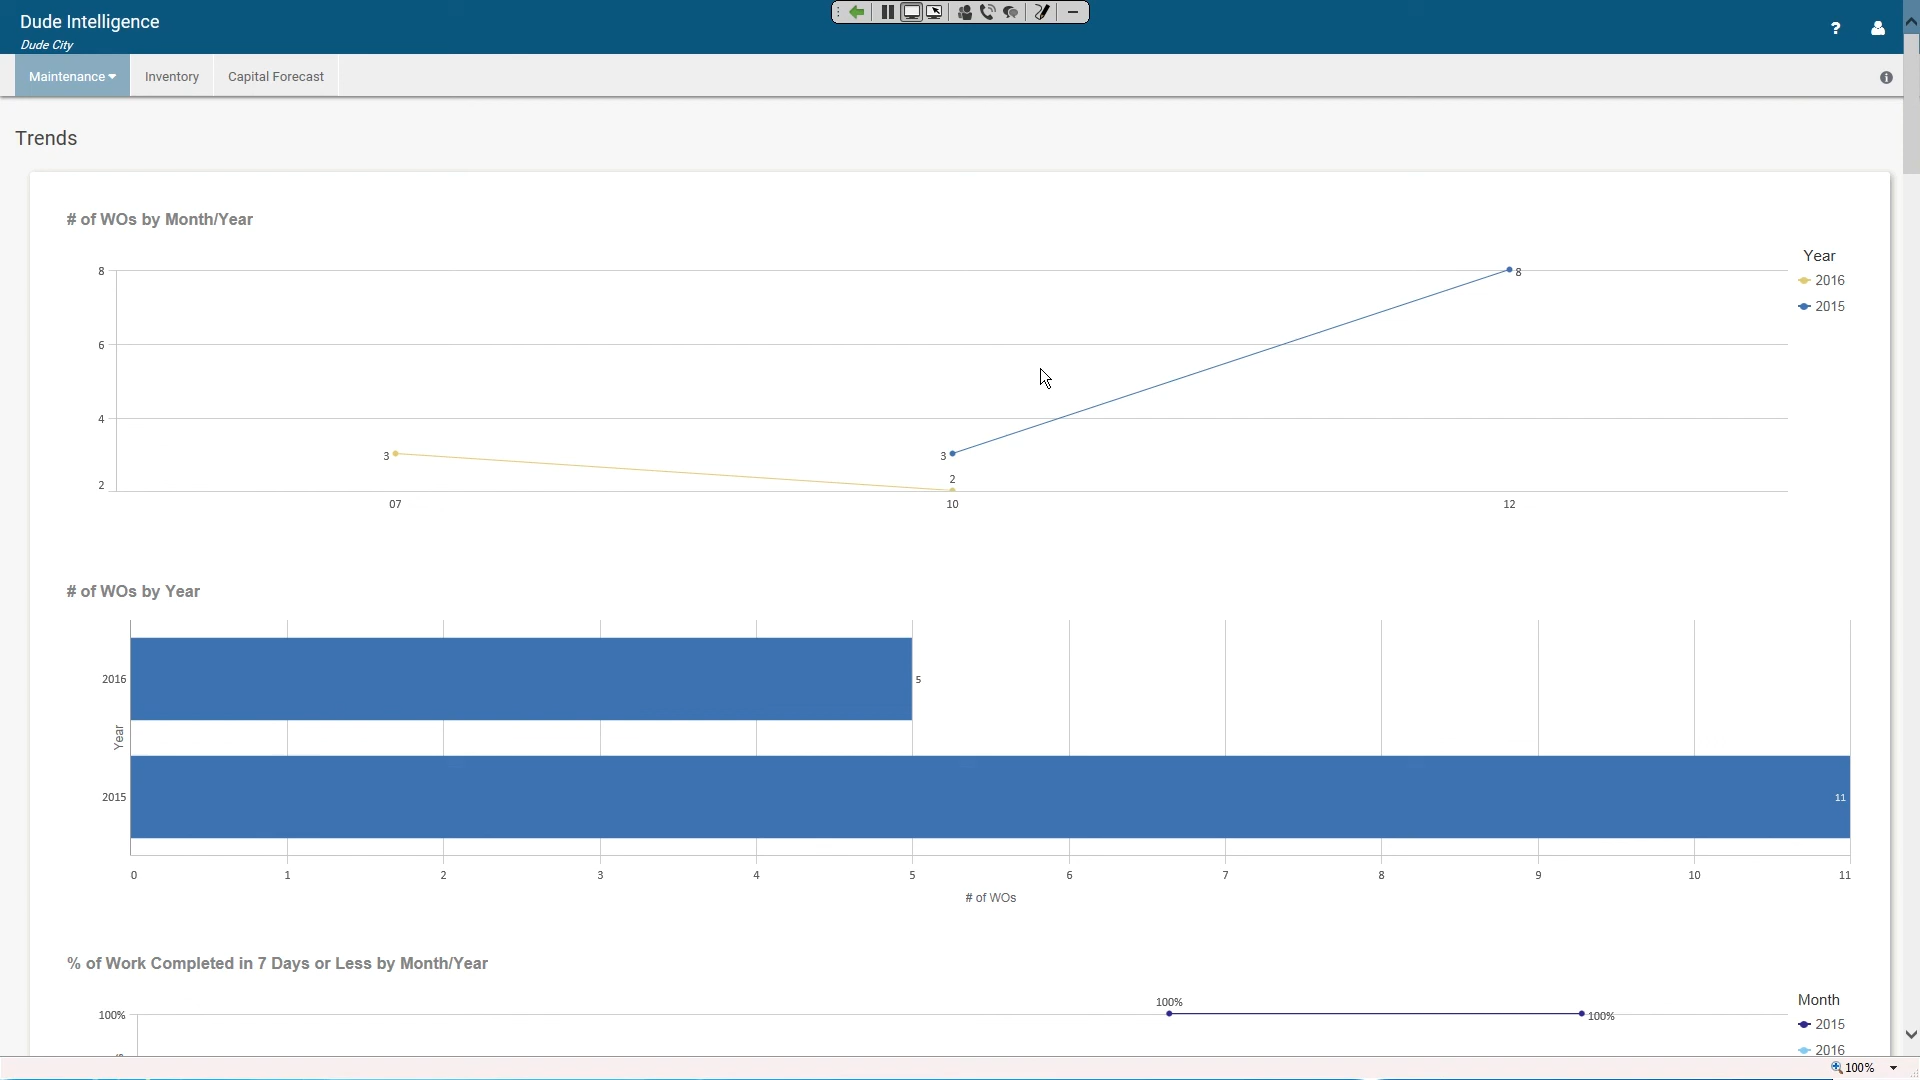 Dude Intelligence
Dude City
?
Maintenance
Inventory
Capital Forecast
Trends
# of WOs by Month/Year
Year
2016
2015
8
6
4
2
3
3
2
8
07
10
12
# of WOs by Year
Year
2016
2015
5
11
0
1
2
3
4
5
6
7
8
9
10
11
# of WOs
% of Work Completed in 7 Days or Less by Month/Year
Month
2015
2016
100%
100%
100%
100%